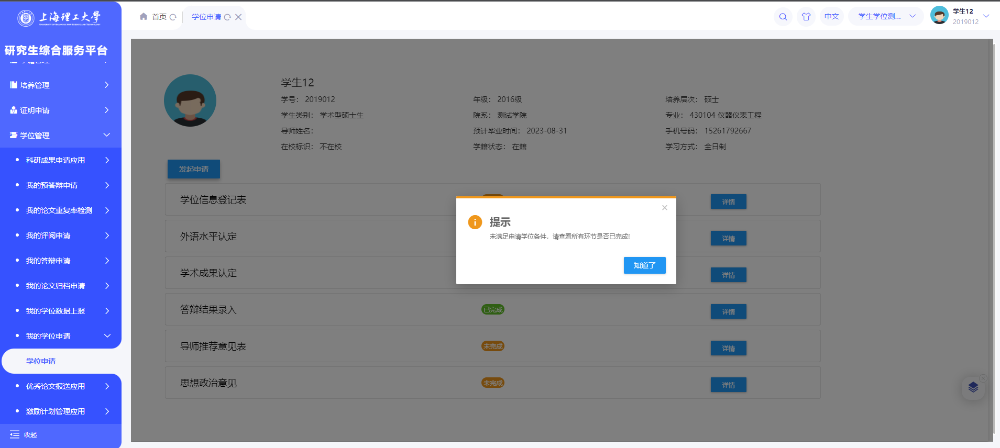 上海理工大学
UNIVERSITY OF SHANGHAI FOR SCIENCE AND TECHNOLOGY
研究生综合服务平台
学籍管理
培养管理
证明申请
学位管理
科研成果申请应用
我的预答辩申请
我的论文重复率检测
我的评阅申请
我的答辩申请
我的论文归档申请
我的学位数据上报
我的学位申请
学位申请
优秀论文报送应用
激励计划管理应用
收起
首页
学位申请
中文
学生学位测...
学生12
2019012
学生12
学号： 2019012
年级： 2016级
培养层次： 硕士
学生类别： 学术型硕士生
院系： 测试学院
专业： 430104 仪器仪表工程
导师姓名：
预计毕业时间： 2023-08-31
手机号码： 15261792667
在校标识： 不在校
学籍状态： 在籍
学习方式： 全日制
发起申请
学位信息登记表
详情
外语水平认定
详情
学术成果认定
详情
答辩结果录入
已完成
详情
导师推荐意见表
未完成
详情
思想政治意见
未完成
详情
提示
未满足申请学位条件，请查看所有环节是否已完成!
知道了